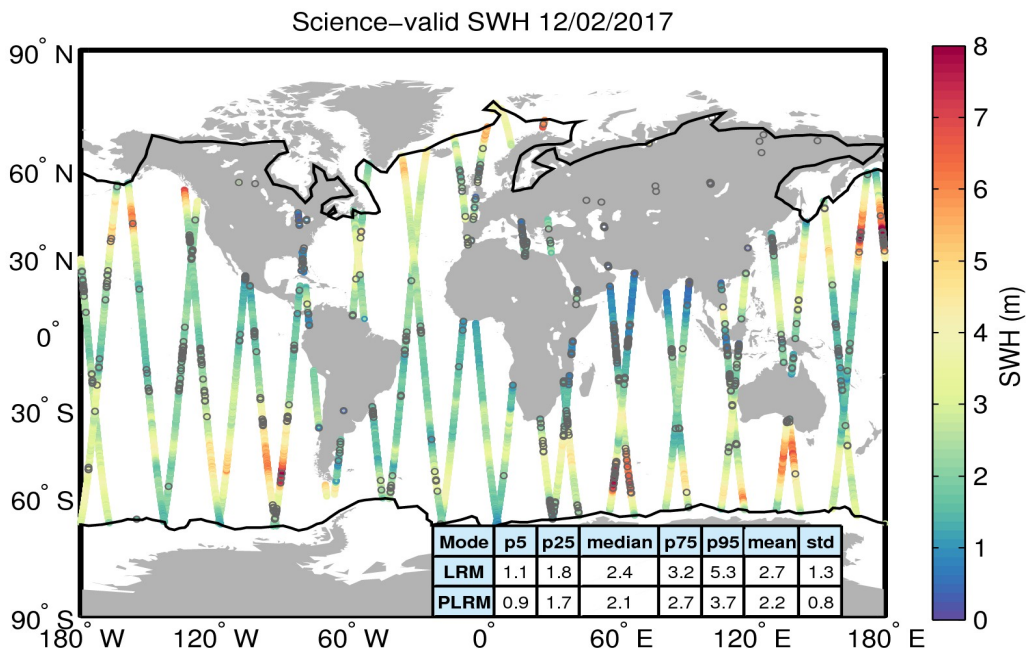 Science-valid SWH 12/02/2017
90° N
60° N
30° N
0°
30° S
60° S
90° S
180° W
120° W
60° W
0°
60° E
120° E
180° E
Mode p5 p25 median p75 p95 mean std
LRM 1.1 1.8 2.4 3.2 5.3 2.7 1.3
PLRM 0.9 1.7 2.1 2.7 3.7 2.2 0.8
8
7
6
5
4
3
2
1
0
SWH (m)